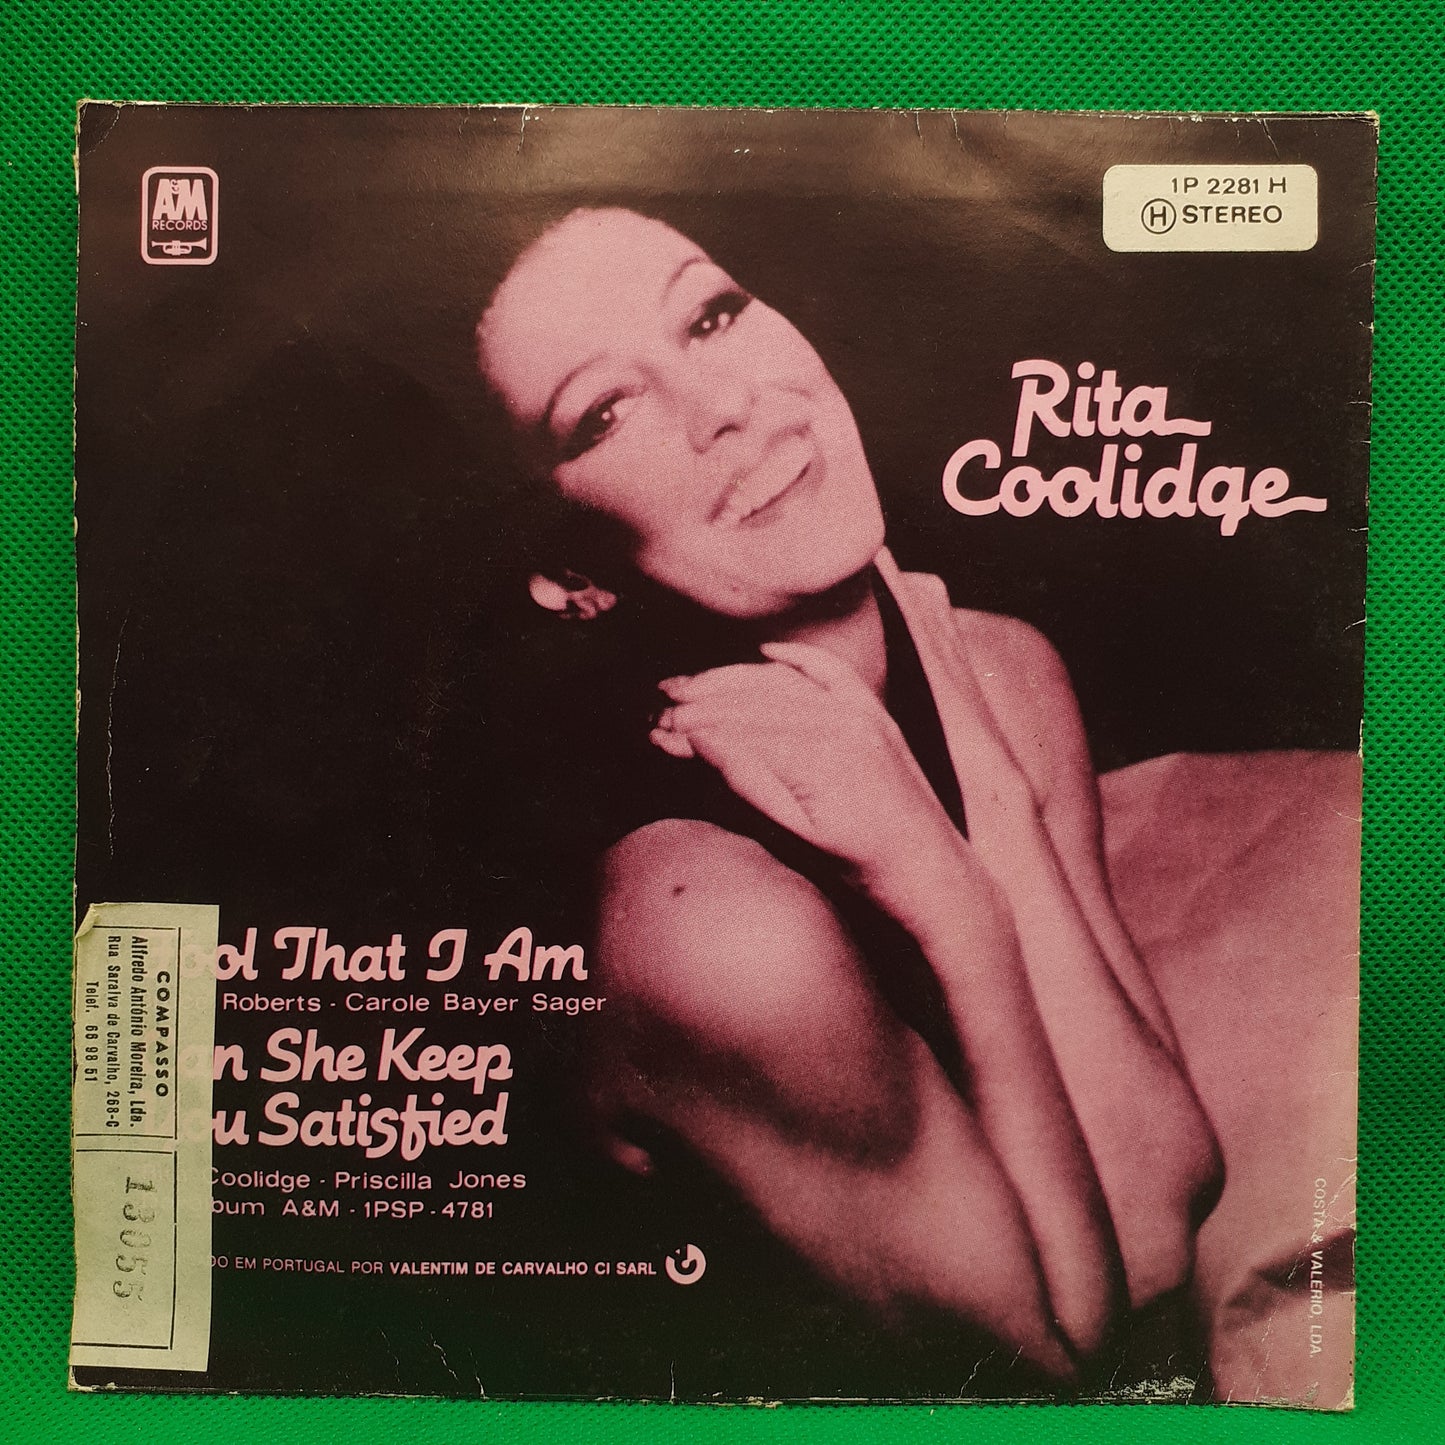 A&M
RECORDS
1P 2281 H
H STEREO
Rita
Coolidge
ool That I Am
Roberts - Carole Bayer Sager
an She Keep
ou Satisfied
Coolidge - Priscilla Jones
bum A&M - 1PSP - 4781
DO EM PORTUGAL POR VALENTIM DE CARVALHO CI SARL
COMPASSO
Alfredo António Moreira, Lda.
Rua Saraiva de Carvalho, 268-C
Telef. 68 98 51
13055
COSTA & VALERIO, LDA.